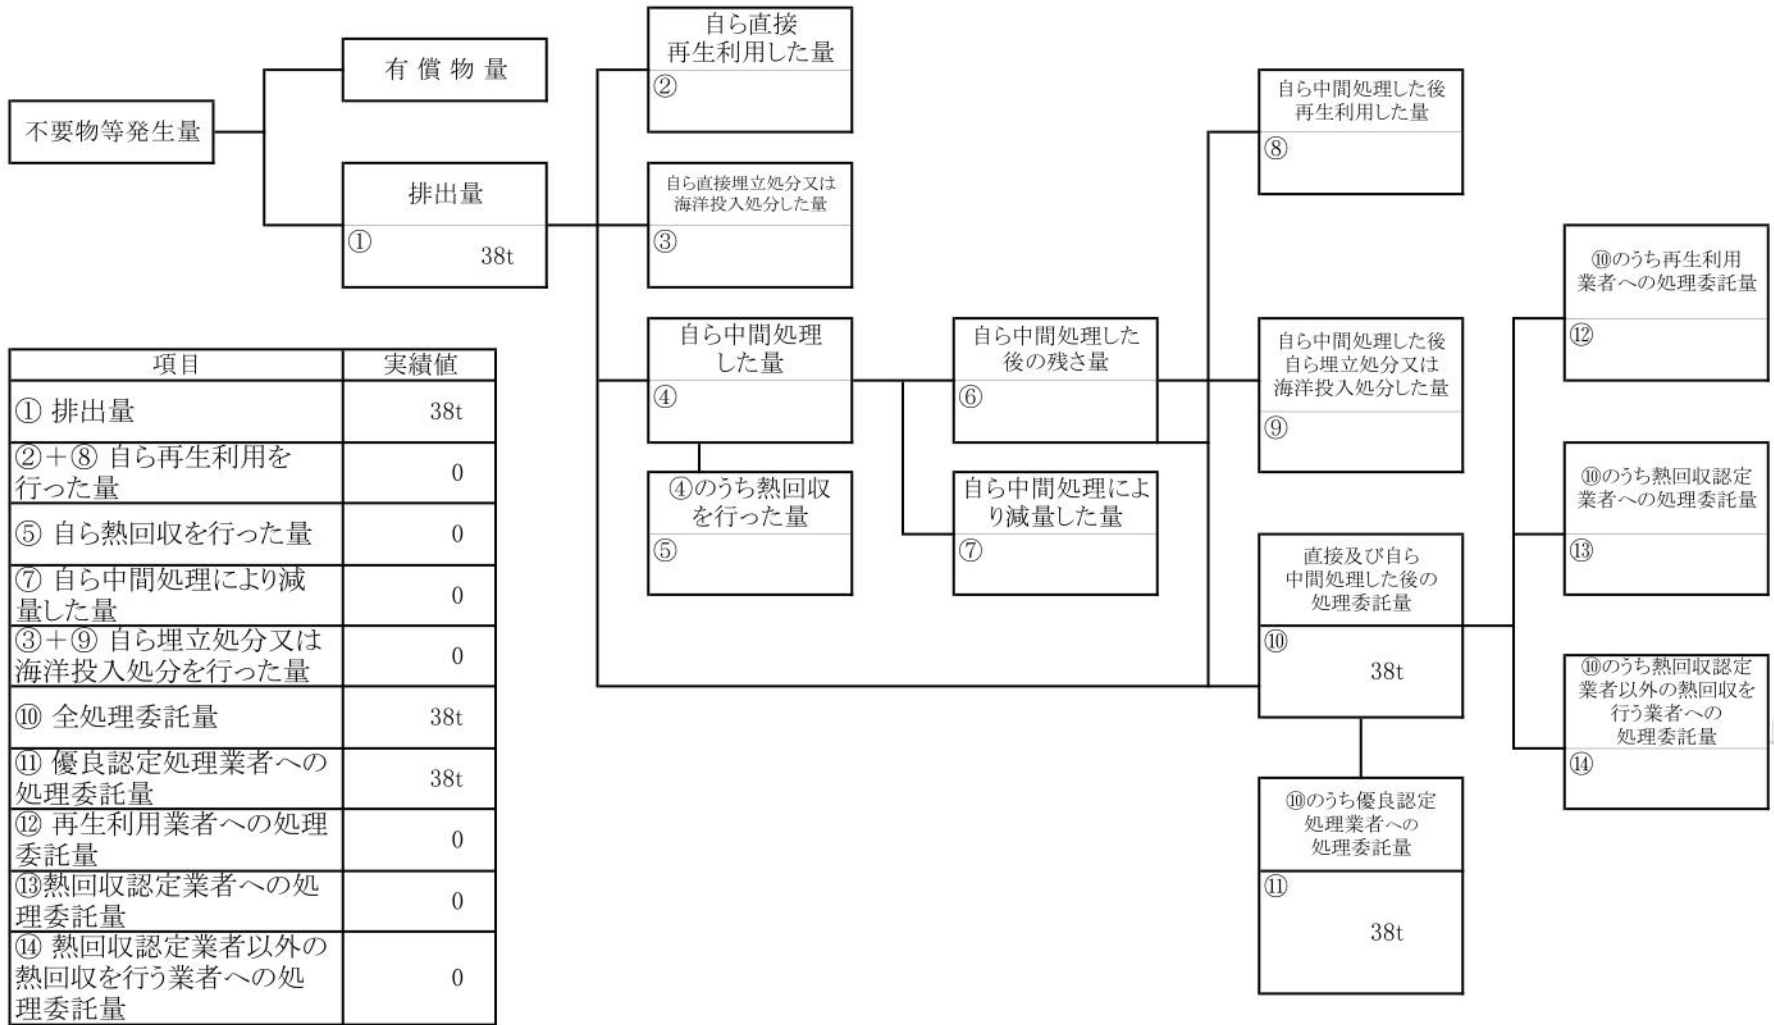 不要物等発生量
有 償 物 量
排出量
①
38t
自ら直接
再生利用した量
②
自ら直接埋立処分又は
海洋投入処分した量
③
自ら中間処理
した量
④
④のうち熱回収
を行った量
⑤
自ら中間処理した
後の残さ量
⑥
自ら中間処理によ
り減量した量
⑦
自ら中間処理した後
再生利用した量
⑧
自ら中間処理した後
自ら埋立処分又は
海洋投入処分した量
⑨
直接及び自ら
中間処理した後の
処理委託量
⑩
38t
⑩のうち優良認定
処理業者への
処理委託量
⑪
38t
⑩のうち再生利用
業者への処理委託量
⑫
⑩のうち熱回収認定
業者への処理委託量
⑬
⑩のうち熱回収認定
業者以外の熱回収を
行う業者への
処理委託量
⑭
項目 実績値
① 排出量 38t
②＋⑧ 自ら再生利用を
行った量 0
⑤ 自ら熱回収を行った量 0
⑦ 自ら中間処理により減
量した量 0
③＋⑨ 自ら埋立処分又は
海洋投入処分を行った量 0
⑩ 全処理委託量 38t
⑪ 優良認定処理業者への
処理委託量 38t
⑫ 再生利用業者への処理
委託量 0
⑬熱回収認定業者への処
理委託量 0
⑭ 熱回収認定業者以外の
熱回収を行う業者への処
理委託量 0